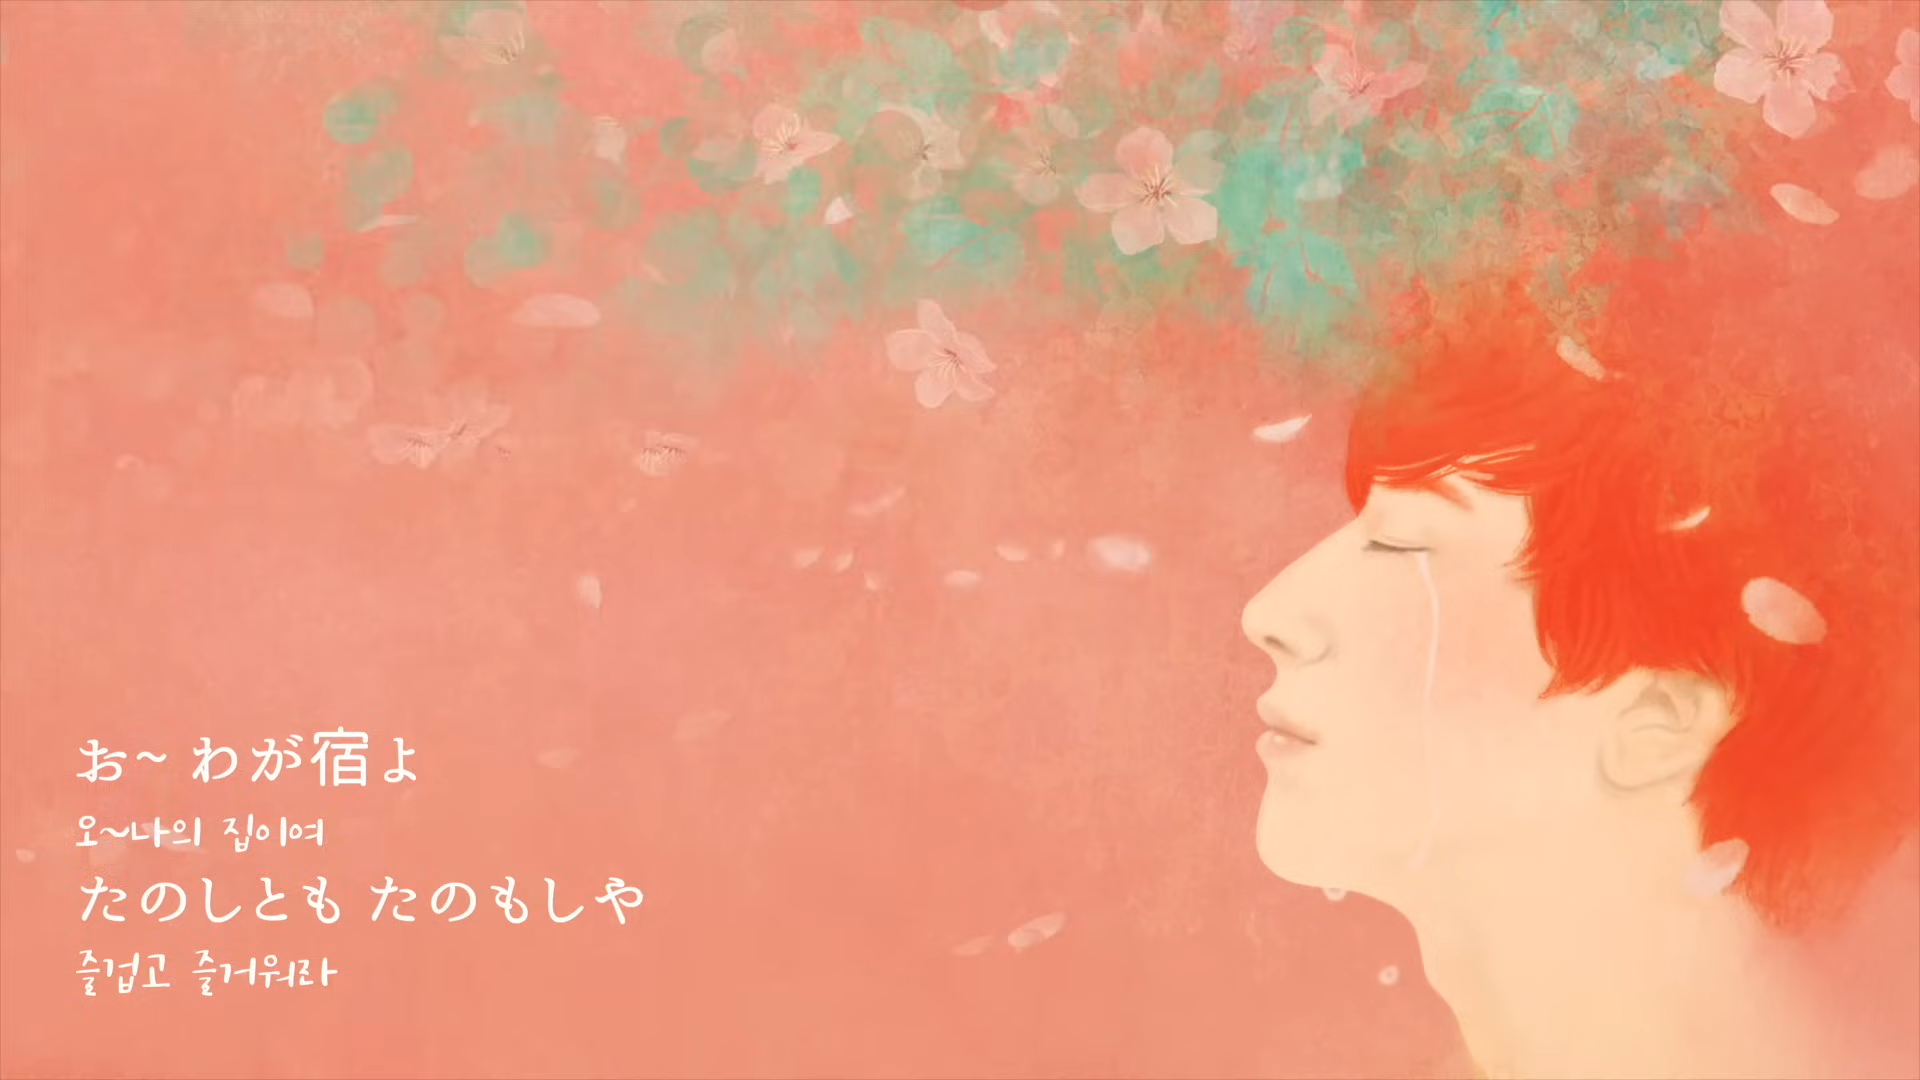 お~ わが宿よ
오~나의 집이여
たのしとも たのもしや
즐겁고 즐거워라